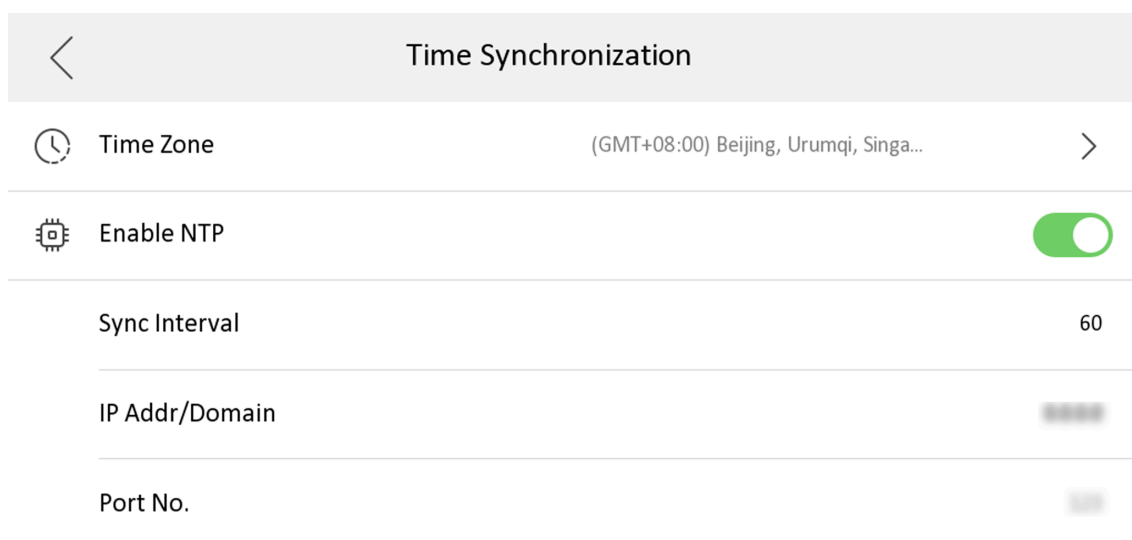 Time Synchronization
Time Zone (GMT+08:00) Beijing, Urumqi, Singa...
Enable NTP
Sync Interval 60
IP Addr/Domain
Port No.